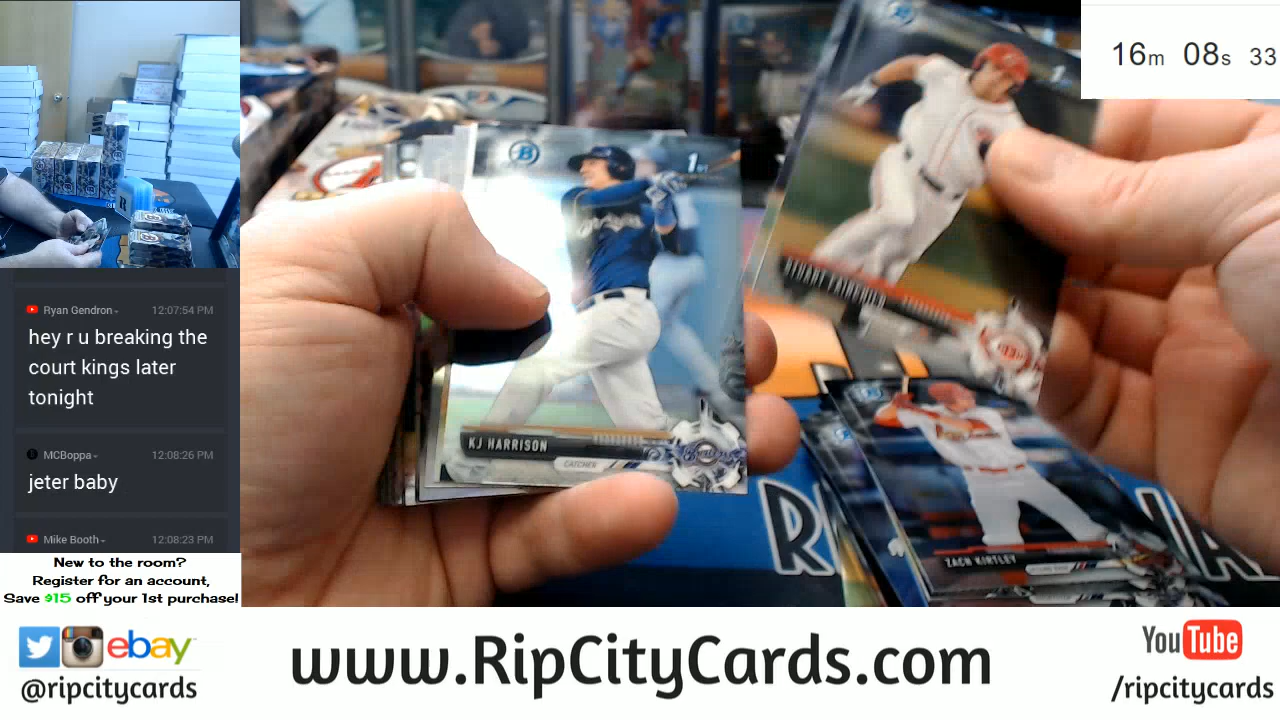 16m 08s 33
Ryan Gendron
12:07:54 PM
hey r u breaking the
court kings later
tonight
MCBoppa
12:08:26 PM
jeter baby
Mike Booth
12:08:23 PM
New to the room?
Register for an account,
Save $15 off your 1st purchase!
B
1ST
KJ HARRISON
CATCHER
STUART FAIRCHILD
REDS
ZACH KIRTLEY
R
ebay
@ripcitycards
www.RipCityCards.com
YouTube
/ripcitycards